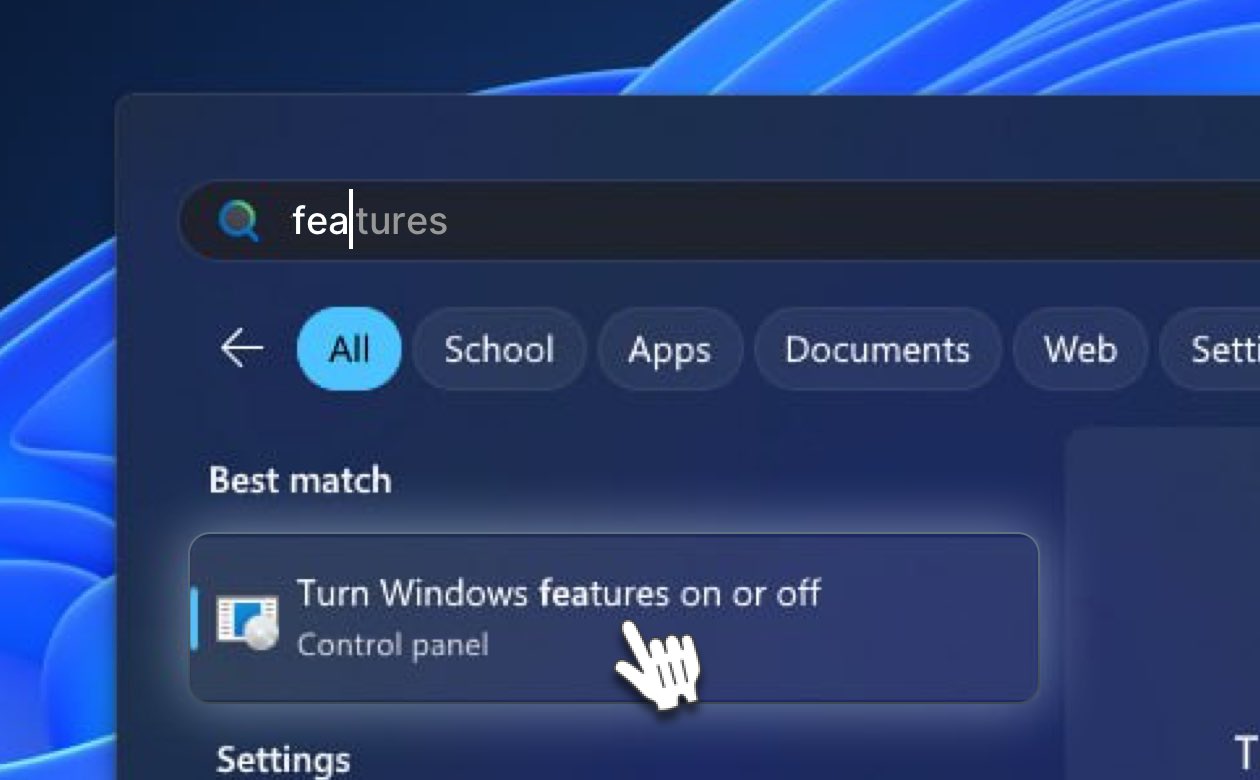 features
All School Apps Documents Web Setti
Best match
Turn Windows features on or off
Control panel
Settings
T